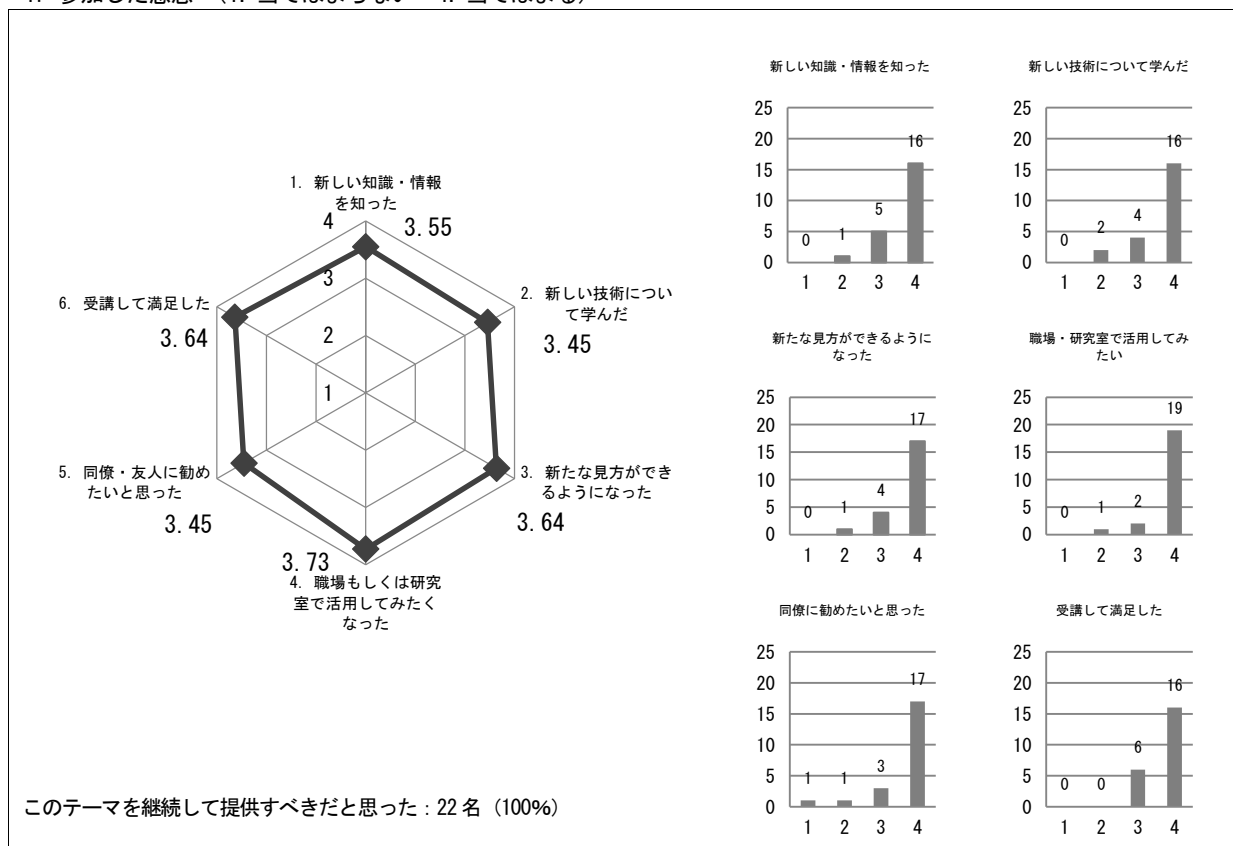 新しい知識・情報を知った
25
20
15
10
5
0
0
1
5
16
1 2 3 4
新しい技術について学んだ
25
20
15
10
5
0
0
2
4
16
1 2 3 4
1. 新しい知識・情報
を知った
3.55
4
3
2
1
2. 新しい技術につい
て学んだ
3.45
3. 新たな見方ができ
るようになった
3.64
3.73
4. 職場もしくは研究
室で活用してみたく
なった
5. 同僚・友人に勧め
たいと思った
3.45
6. 受講して満足した
3.64
新たな見方ができるように
なった
25
20
15
10
5
0
0
1
4
17
1 2 3 4
職場・研究室で活用してみ
たい
25
20
15
10
5
0
0
1
2
19
1 2 3 4
同僚に勧めたいと思った
25
20
15
10
5
0
1
1
3
17
1 2 3 4
受講して満足した
25
20
15
10
5
0
0
0
6
16
1 2 3 4
このテーマを継続して提供すべきだと思った：22 名（100%）